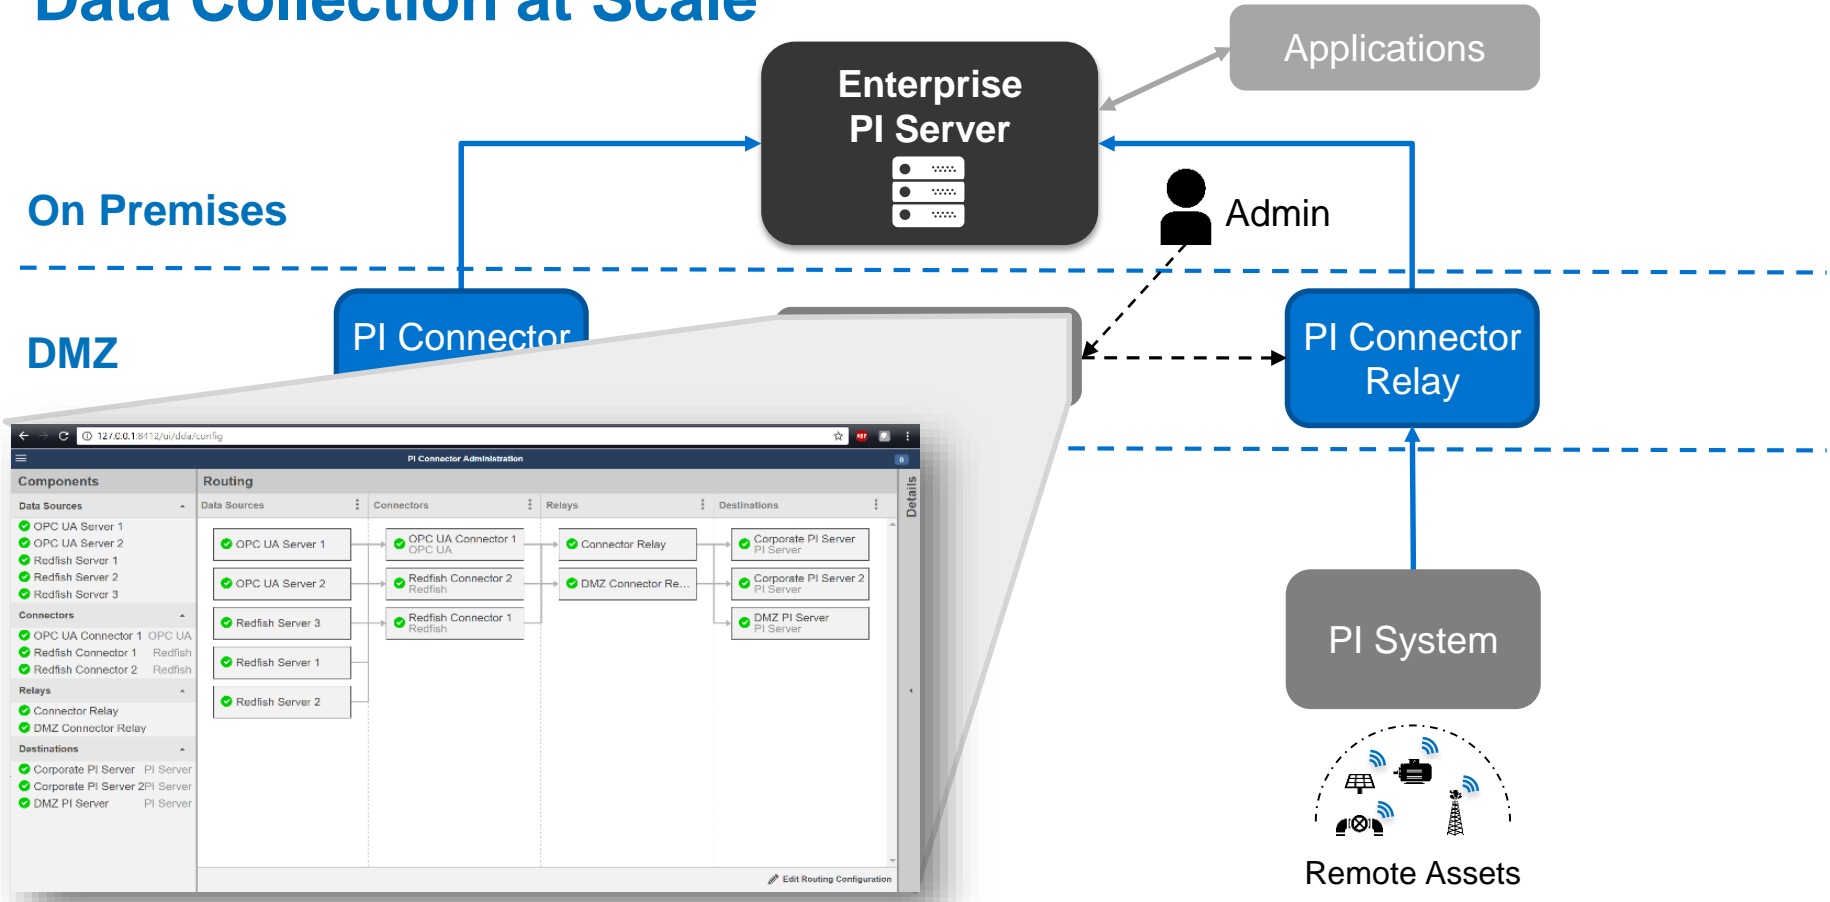 Data Collection at Scale
Applications
Enterprise
PI Server
On Premises
Admin
DMZ
PI Connector
PI Connector
Relay
127.0.0.1:8412/ui/dda/config
PI Connector Administration
Components
Routing
Details
Data Sources
Data Sources
Connectors
Relays
Destinations
OPC UA Server 1
OPC UA Server 2
Redfish Server 1
Redfish Server 2
Redfish Server 3
Connectors
OPC UA Connector 1 OPC UA
Redfish Connector 1 Redfish
Redfish Connector 2 Redfish
Relays
Connector Relay
DMZ Connector Relay
Destinations
Corporate PI Server PI Server
Corporate PI Server 2PI Server
DMZ PI Server PI Server
OPC UA Server 1
OPC UA Server 2
Redfish Server 3
Redfish Server 1
Redfish Server 2
OPC UA Connector 1
OPC UA
Redfish Connector 2
Redfish
Redfish Connector 1
Redfish
Connector Relay
DMZ Connector Re...
Corporate PI Server
PI Server
Corporate PI Server 2
PI Server
DMZ PI Server
PI Server
Edit Routing Configuration
PI System
Remote Assets